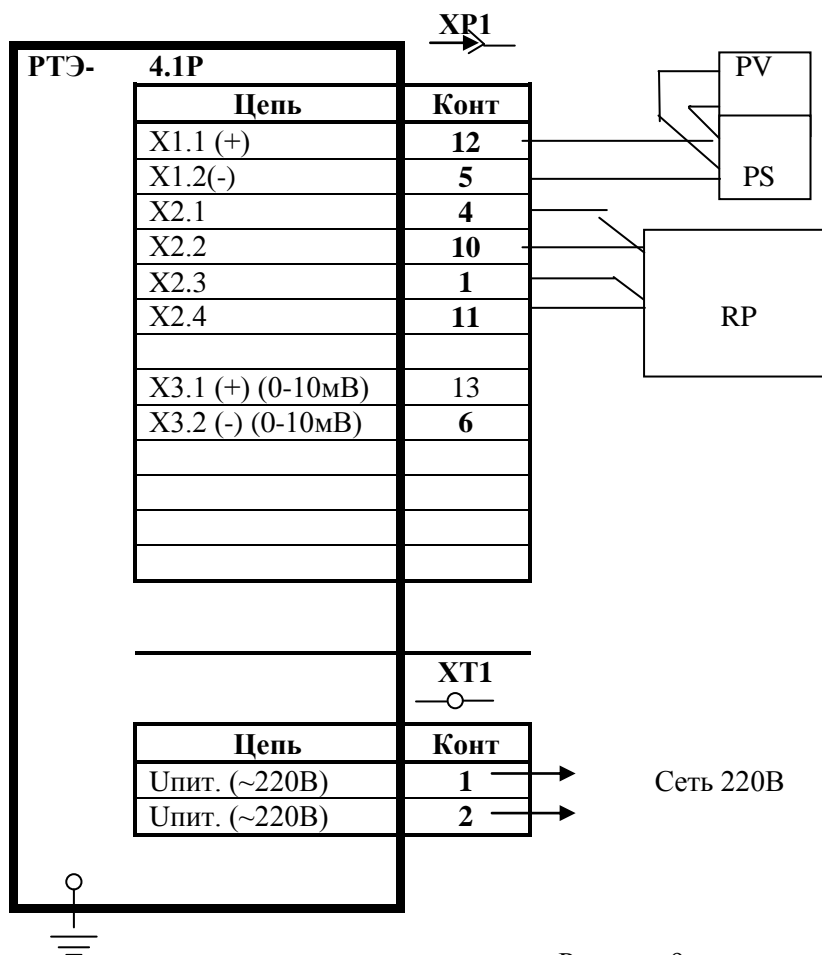 XP1
РТЭ- 4.1Р
PV
Цепь Конт
X1.1 (+) 12
X1.2(-) 5
PS
X2.1 4
X2.2 10
X2.3 1
X2.4 11
RP
X3.1 (+) (0-10мВ) 13
X3.2 (-) (0-10мВ) 6
XT1
Цепь Конт
Uпит. (~220В) 1
Сеть 220В
Uпит. (~220В) 2